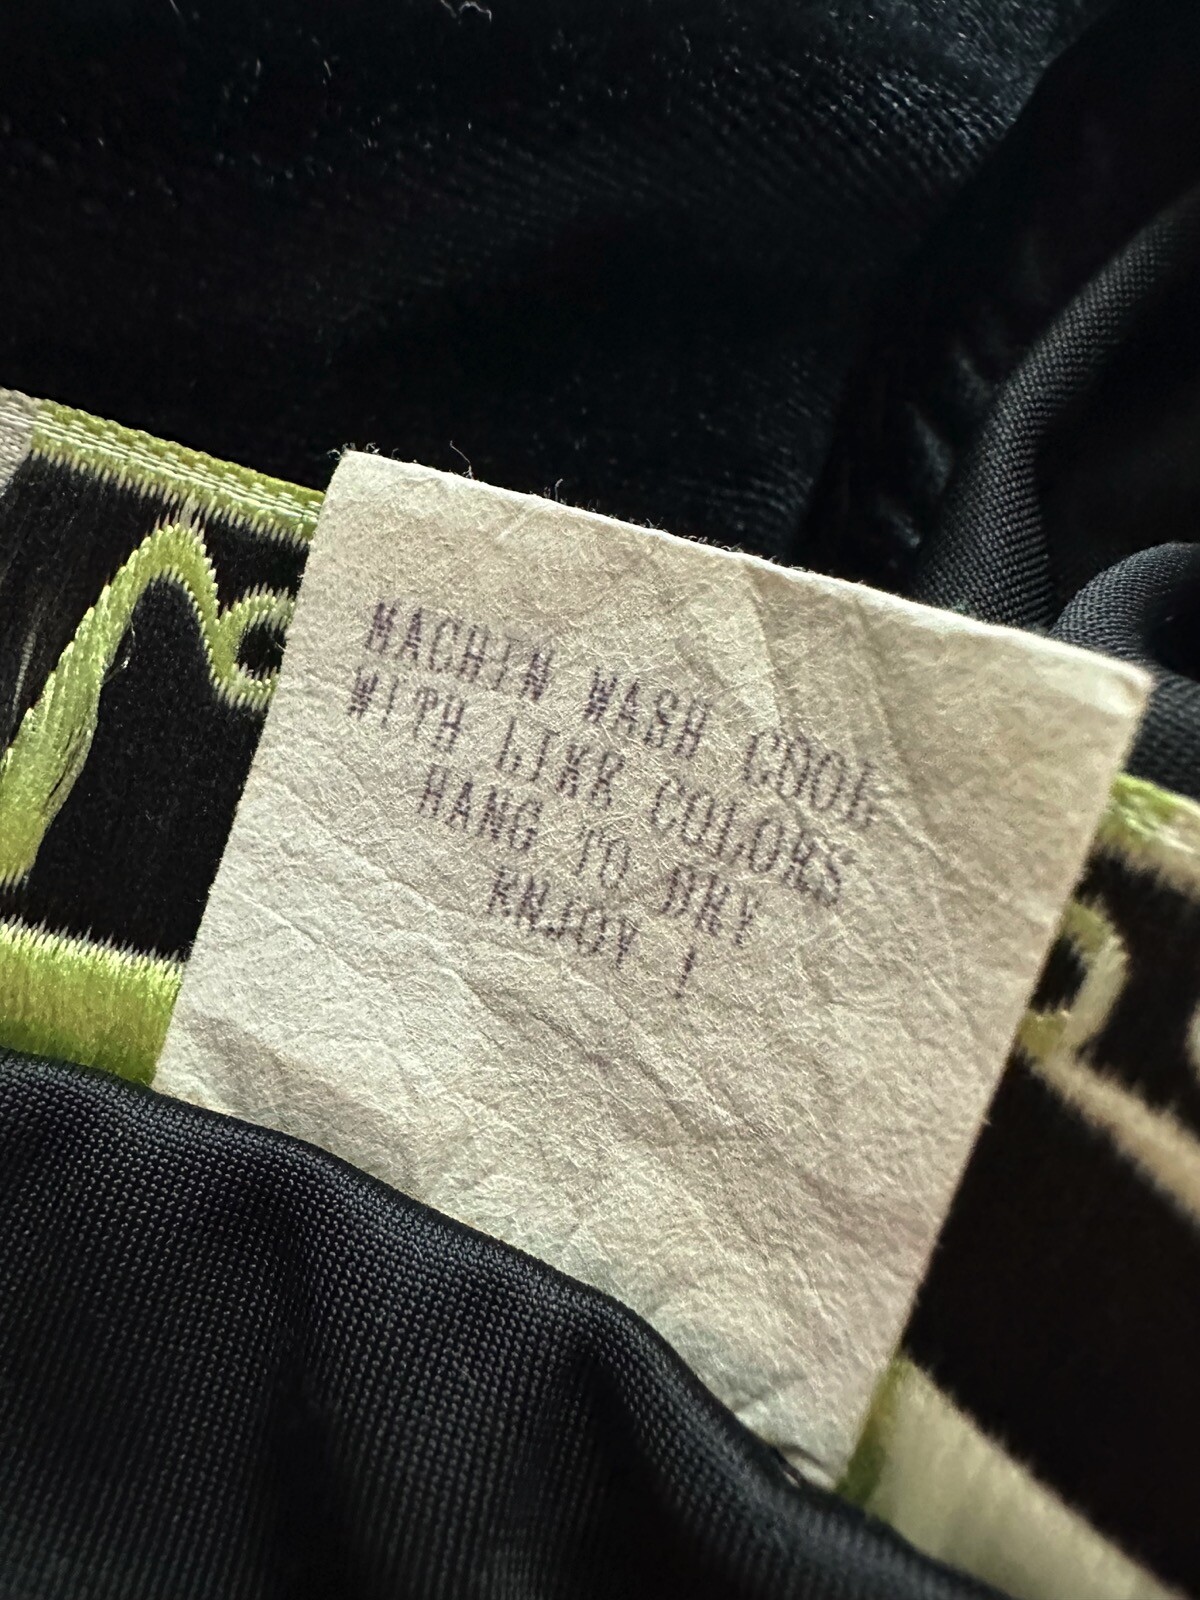 MACHIN WASH COOL
WITH LIKE COLORS
HANG TO DRY
ENJOY !